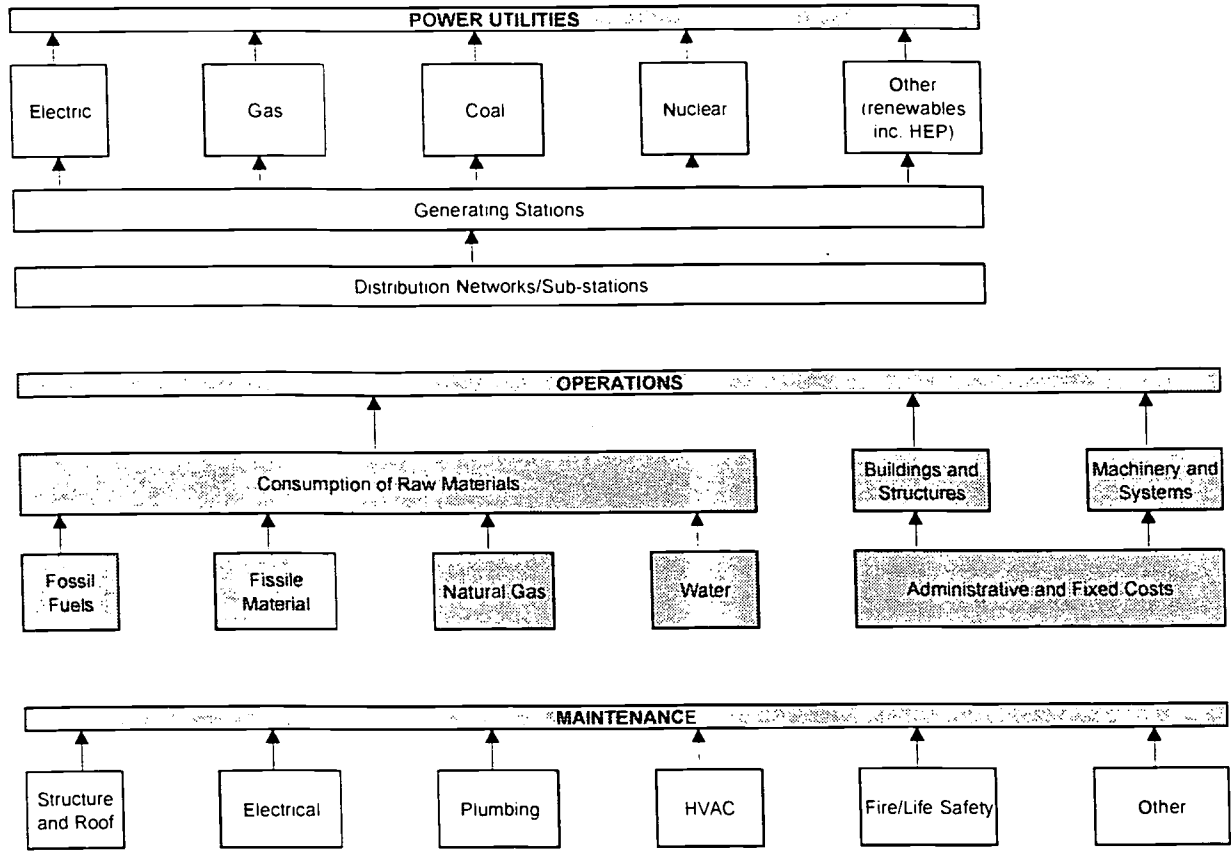 POWER UTILITIES
Electric
Gas
Coal
Nuclear
Other
(renewables
inc. HEP)
Generating Stations
Distribution Networks/Sub-stations
OPERATIONS
Consumption of Raw Materials
Buildings and
Structures
Machinery and
Systems
Fossil
Fuels
Fissile
Material
Natural Gas
Water
Administrative and Fixed Costs
MAINTENANCE
Structure
and Roof
Electrical
Plumbing
HVAC
Fire/Life Safety
Other